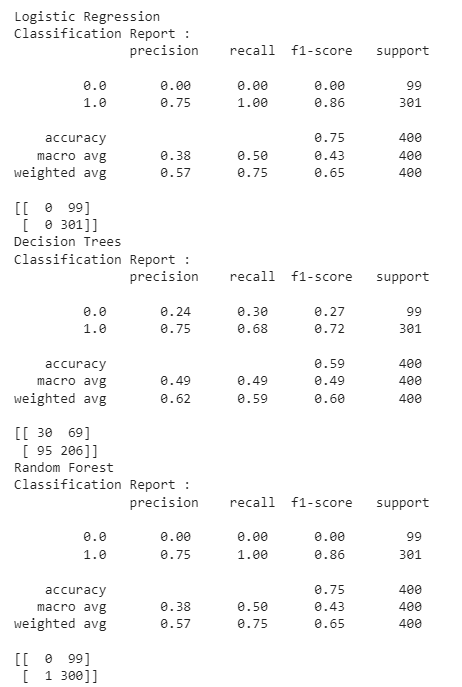 Logistic Regression
Classification Report :
              precision    recall  f1-score   support

         0.0       0.00      0.00      0.00        99
         1.0       0.75      1.00      0.86       301

    accuracy                           0.75       400
   macro avg       0.38      0.50      0.43       400
weighted avg       0.57      0.75      0.65       400

[[  0  99]
 [  0 301]]
Decision Trees
Classification Report :
              precision    recall  f1-score   support

         0.0       0.24      0.30      0.27        99
         1.0       0.75      0.68      0.72       301

    accuracy                           0.59       400
   macro avg       0.49      0.49      0.49       400
weighted avg       0.62      0.59      0.60       400

[[ 30  69]
 [ 95 206]]
Random Forest
Classification Report :
              precision    recall  f1-score   support

         0.0       0.00      0.00      0.00        99
         1.0       0.75      1.00      0.86       301

    accuracy                           0.75       400
   macro avg       0.38      0.50      0.43       400
weighted avg       0.57      0.75      0.65       400

[[  0  99]
 [  1 300]]